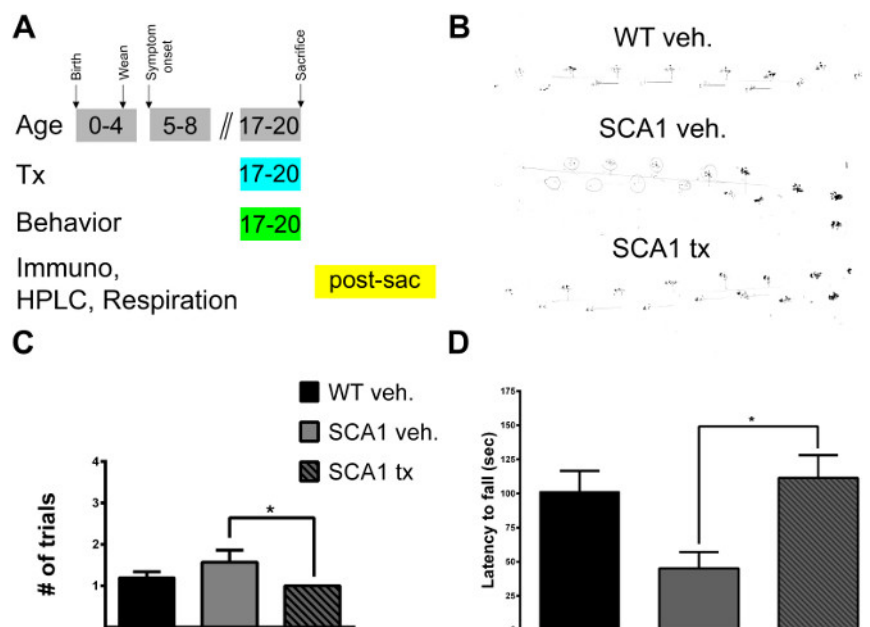 A
Birth
Wean
Symptom
onset
Sacrifice
Age 0-4 5-8 // 17-20
Tx 17-20
Behavior 17-20
Immuno,
HPLC, Respiration post-sac
B
WT veh.
SCA1 veh.
SCA1 tx
C
WT veh.
SCA1 veh.
SCA1 tx
# of trials
4
3
2
1
*
D
Latency to fall (sec)
175
150
125
100
75
50
25
0
*